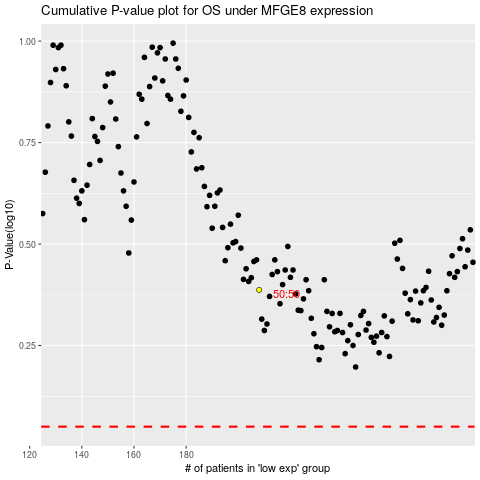 Cumulative P-value plot for OS under MFGE8 expression
P-Value(log10)
1.00
0.75
0.50
0.25
50:50
120 140 160 180
# of patients in 'low exp' group